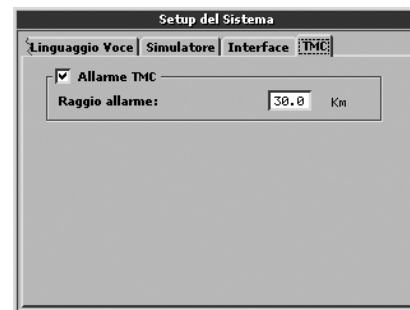 Setup del Sistema
Linguaggio Voce Simulatore Interface TMC
Allarme TMC
Raggio allarme: 30.0 Km